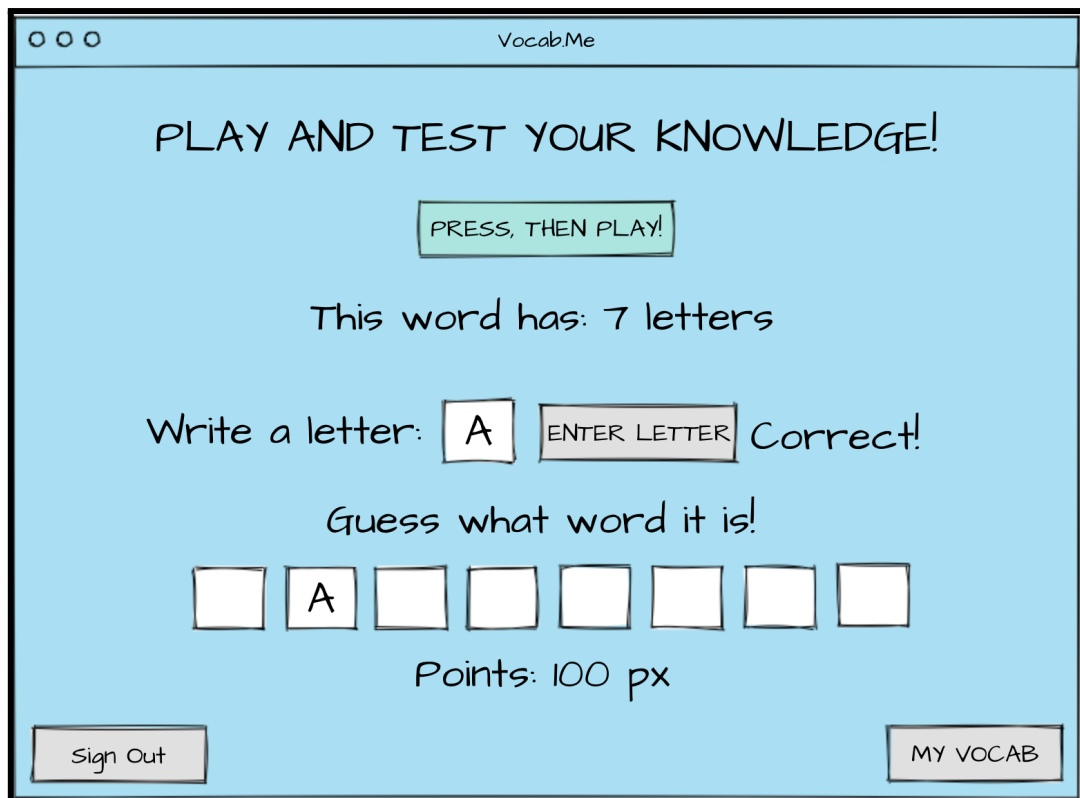 Vocab.Me
PLAY AND TEST YOUR KNOWLEDGE!
PRESS, THEN PLAY!
This word has: 7 letters
Write a letter: A ENTER LETTER Correct!
Guess what word it is!
A
Points: 100 px
Sign Out MY VOCAB